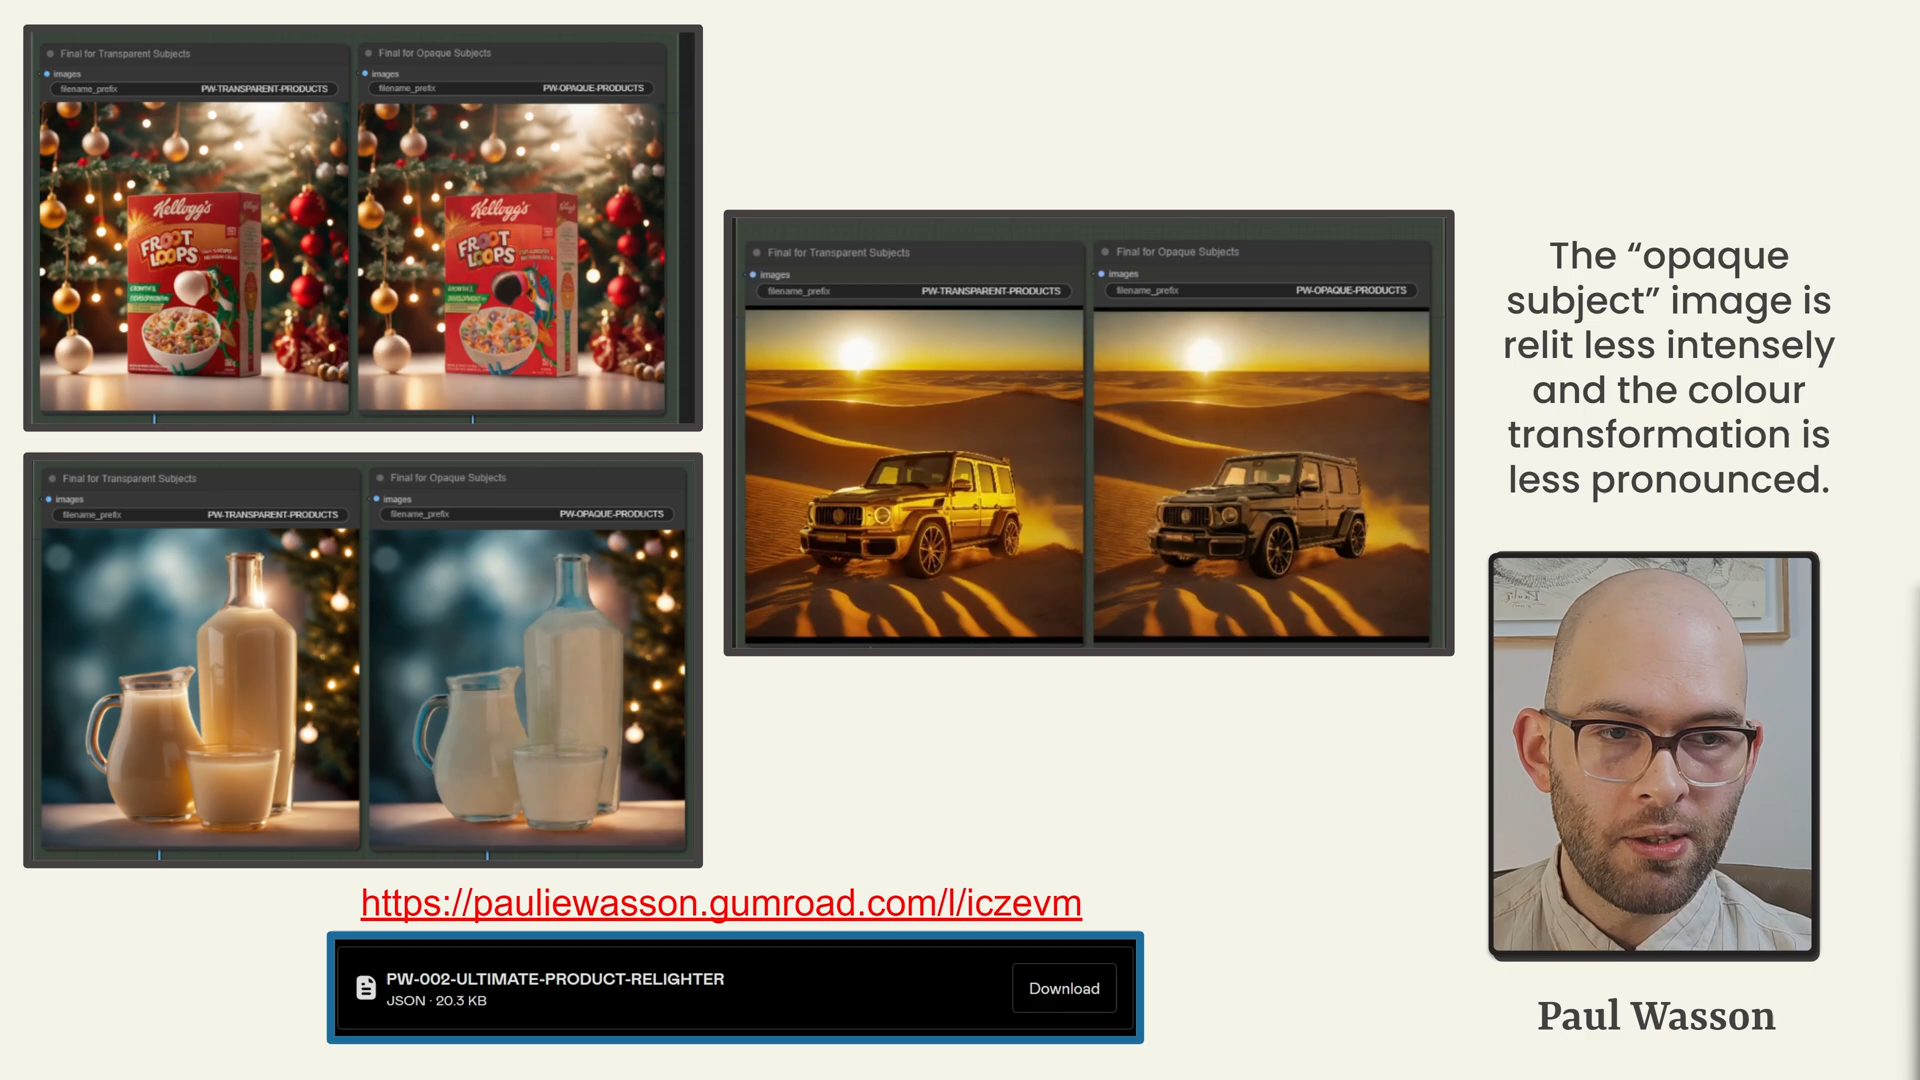 Final for Transparent Subjects
Final for Opaque Subjects
images
images
filename_prefix
PW-TRANSPARENT-PRODUCTS
filename_prefix
PW-OPAQUE-PRODUCTS
Kellogg's
FROOT
LOOPS
Kellogg's
FROOT
LOOPS
Final for Transparent Subjects
Final for Opaque Subjects
images
images
filename_prefix
PW-TRANSPARENT-PRODUCTS
filename_prefix
PW-OPAQUE-PRODUCTS
Final for Transparent Subjects
Final for Opaque Subjects
images
images
filename_prefix
PW-TRANSPARENT-PRODUCTS
filename_prefix
PW-OPAQUE-PRODUCTS
The “opaque
subject” image is
relit less intensely
and the colour
transformation is
less pronounced.
https://pauliewasson.gumroad.com/l/iczevm
PW-002-ULTIMATE-PRODUCT-RELIGHTER
JSON · 20.3 KB
Download
Paul Wasson